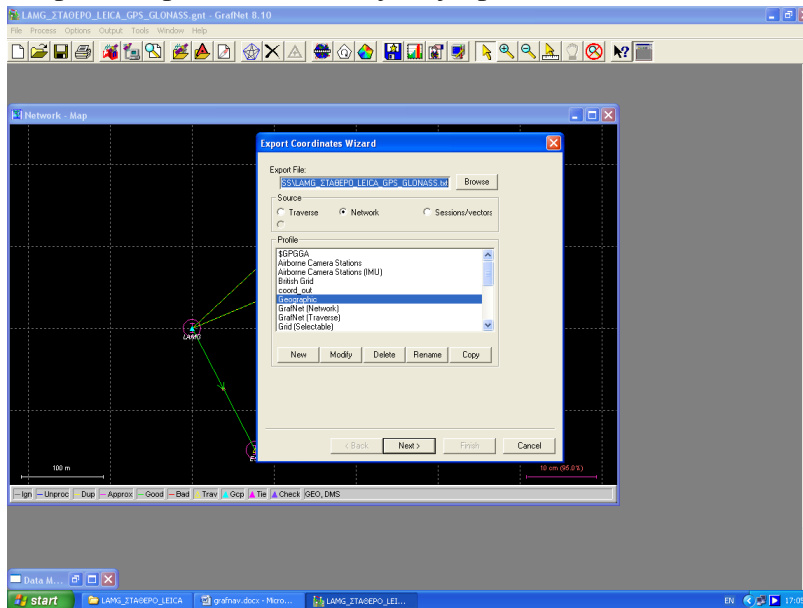 LAMG_ΣΤΑΘΕΡΟ_LEICA_GPS_GLONASS.gnt - GrafNet 8.10
File Process Options Output Tools Window Help
Network - Map
Export Coordinates Wizard
Export File:
SS\LAMG_ΣΤΑΘΕΡΟ_LEICA_GPS_GLONASS.txt Browse
Source
Traverse Network Sessions/vectors
Profile
$GPGGA
Airborne Camera Stations
Airborne Camera Stations (IMU)
British Grid
coord_out
Geographic
GrafNet (Network)
GrafNet (Traverse)
Grid (Selectable)
LAMG
New Modify Delete Rename Copy
< Back Next > Finish Cancel
100 m
10 cm (95.0 %)
Ign Unproc Dup Approx Good Bad Trav Gcp Tie Check GEO, DMS
Data M...
start LAMG_ΣΤΑΘΕΡΟ_LEICA grafnav.docx - Micro... LAMG_ΣΤΑΘΕΡΟ_LEI... EN 17:05